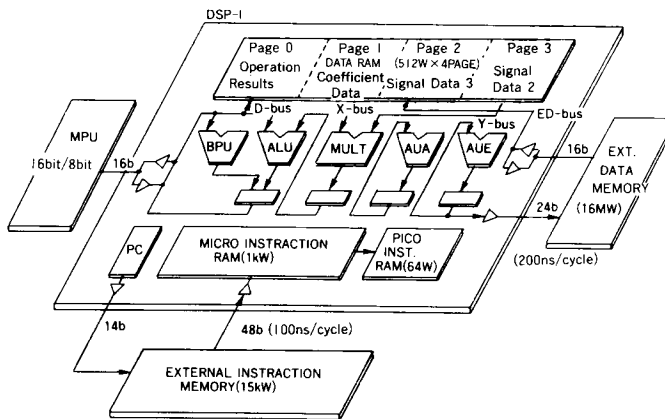 DSP-1
Page 0 Page 1 Page 2 Page 3
Operation DATA RAM (512W×4PAGE) Signal
Results Coefficient Signal Data 3 Data 2
Data
D-bus X-bus ED-bus
Y-bus
MPU
16bit/8bit
16b
BPU ALU MULT AUA AUE
16b
EXT.
DATA
MEMORY
(16MW)
24b
(200ns/cycle)
PC
MICRO INSTRACTION
RAM(1kW)
PICO
INST.
RAM(64W)
14b
48b (100ns/cycle)
EXTERNAL INSTRACTION
MEMORY(15kW)